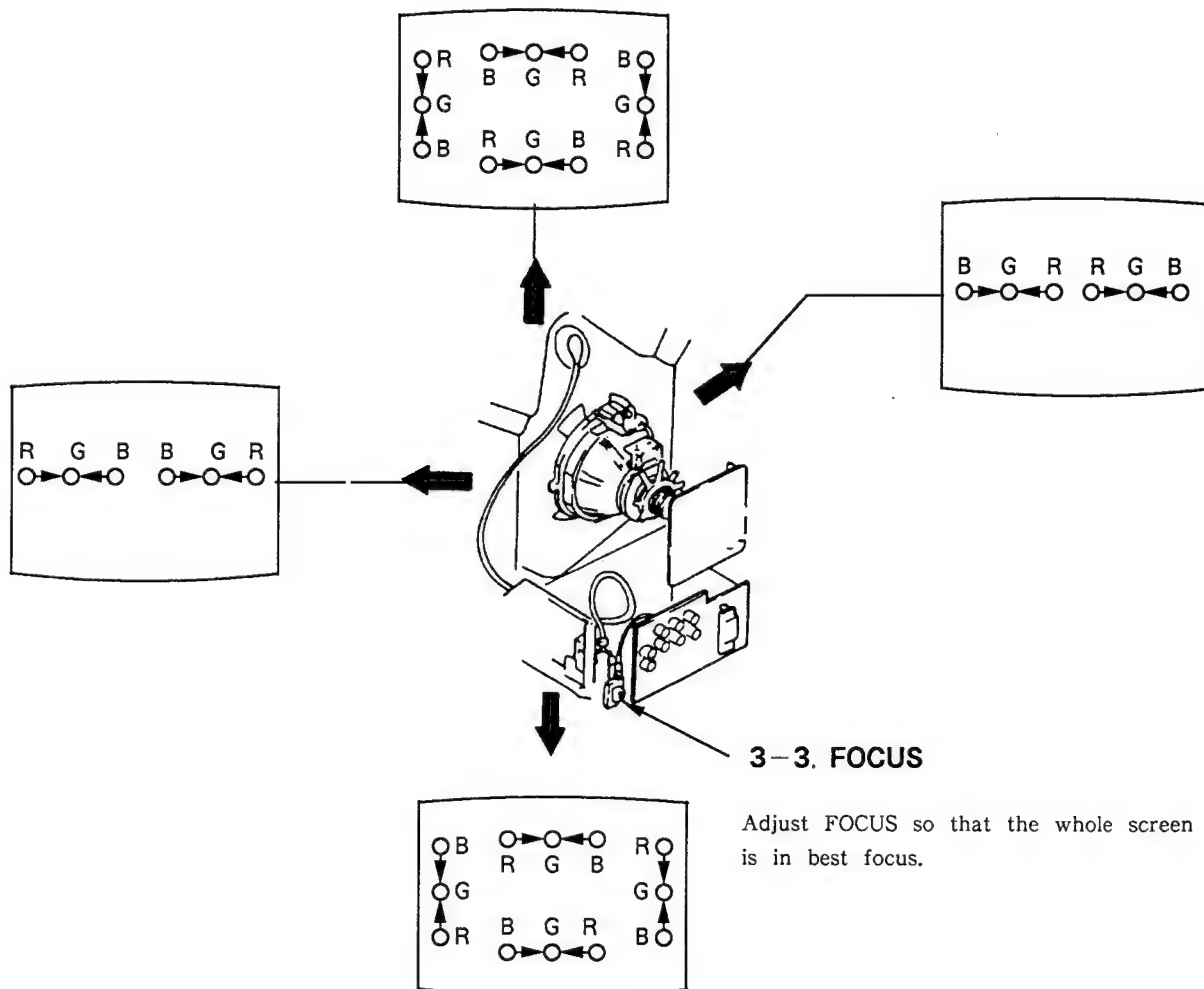 R B
B G R
G G
R G B
B R
B G R R G B
R G B B G R
3-3. FOCUS
Adjust FOCUS so that the whole screen
is in best focus.
B R
R G B
G G
B G R
R B